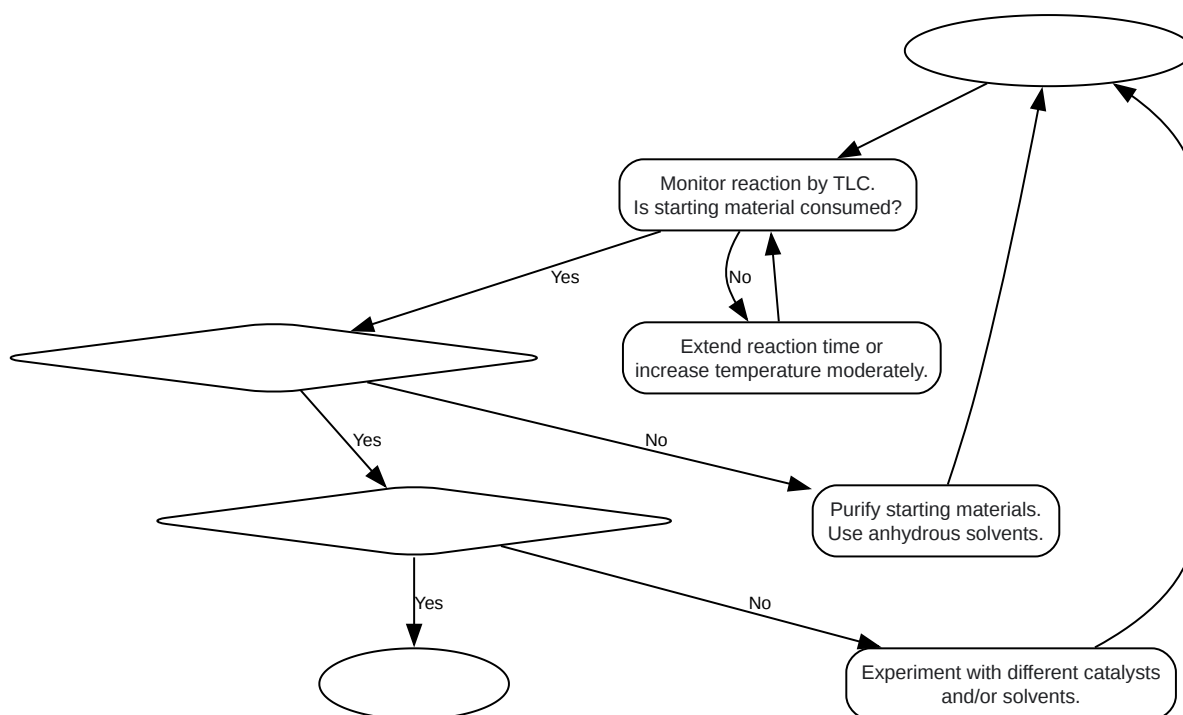 Monitor reaction by TLC.
Is starting material consumed?
Yes
No
Extend reaction time or
increase temperature moderately.
Yes
No
Purify starting materials.
Use anhydrous solvents.
Yes
No
Experiment with different catalysts
and/or solvents.